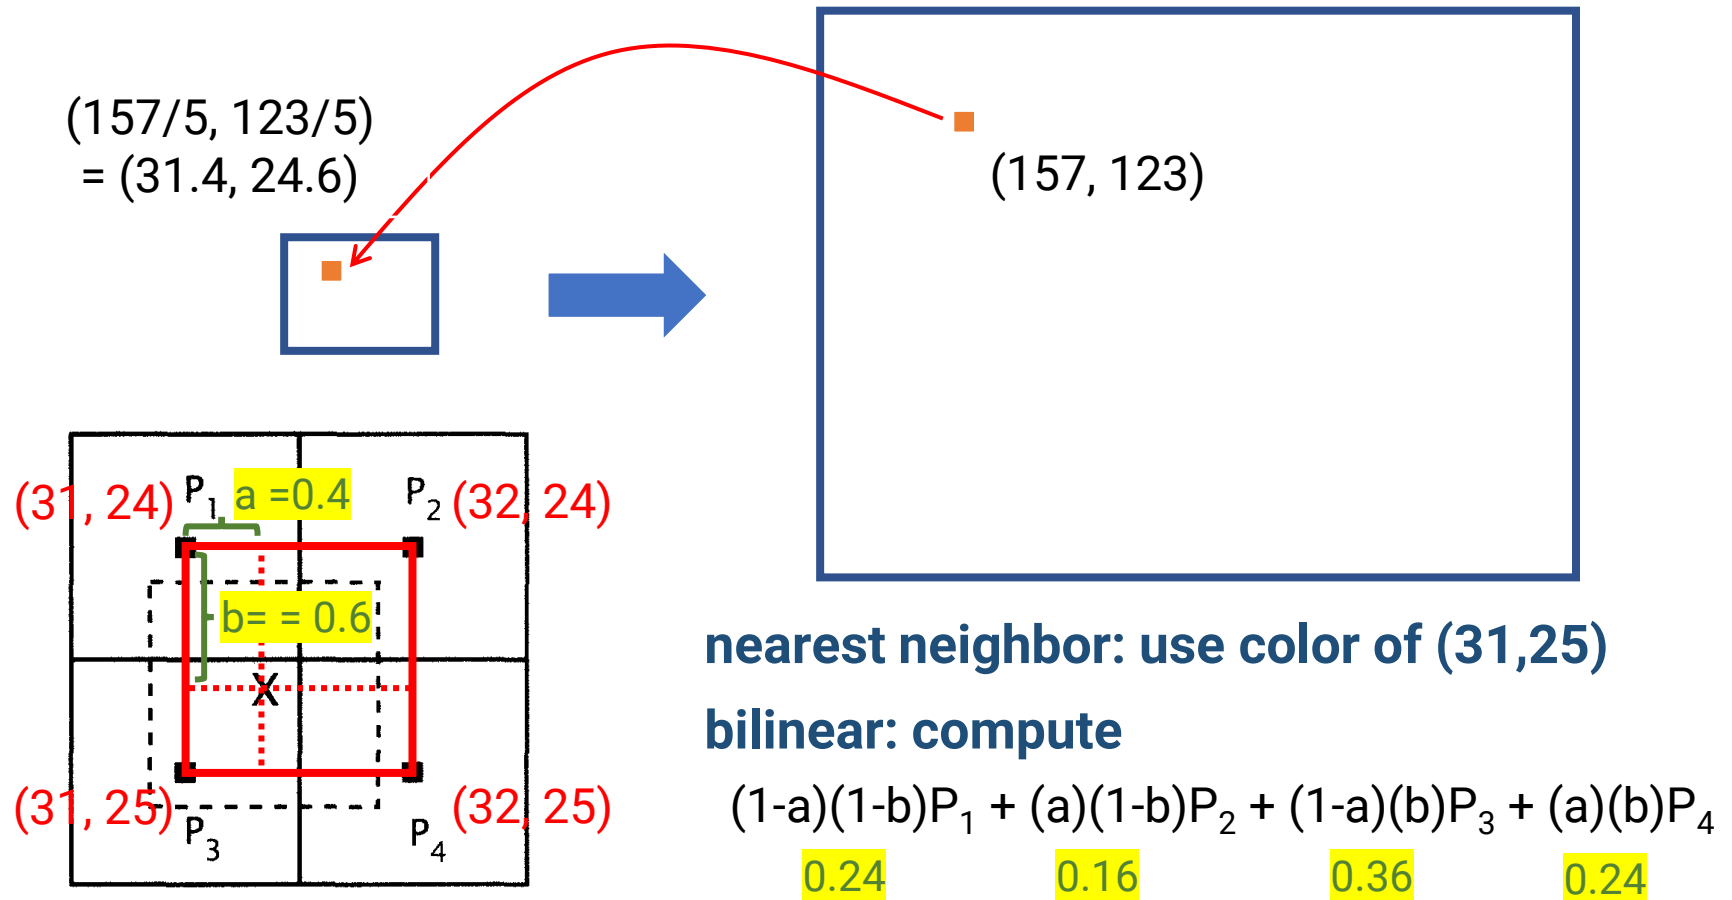 (157/5, 123/5)
= (31.4, 24.6)
(157, 123)
(31, 24) P1 a =0.4 P2 (32, 24)
b= = 0.6
X
(31, 25) P3 P4 (32, 25)
nearest neighbor: use color of (31,25)
bilinear: compute
(1-a)(1-b)P1 + (a)(1-b)P2 + (1-a)(b)P3 + (a)(b)P4
0.24 0.16 0.36 0.24